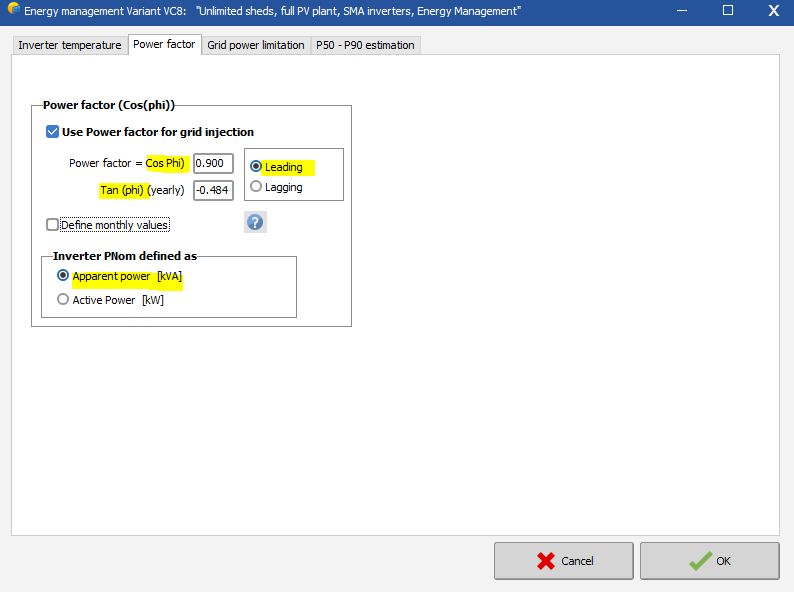 Energy management Variant VC8: "Unlimited sheds, full PV plant, SMA inverters, Energy Management"
Inverter temperature Power factor Grid power limitation P50 - P90 estimation
Power factor (Cos(phi))
Use Power factor for grid injection
Power factor = Cos Phi) 0.900 Leading
Tan (phi) (yearly) -0.484 Lagging
Define monthly values ?
Inverter PNom defined as
Apparent power [kVA]
Active Power [kW]
Cancel OK